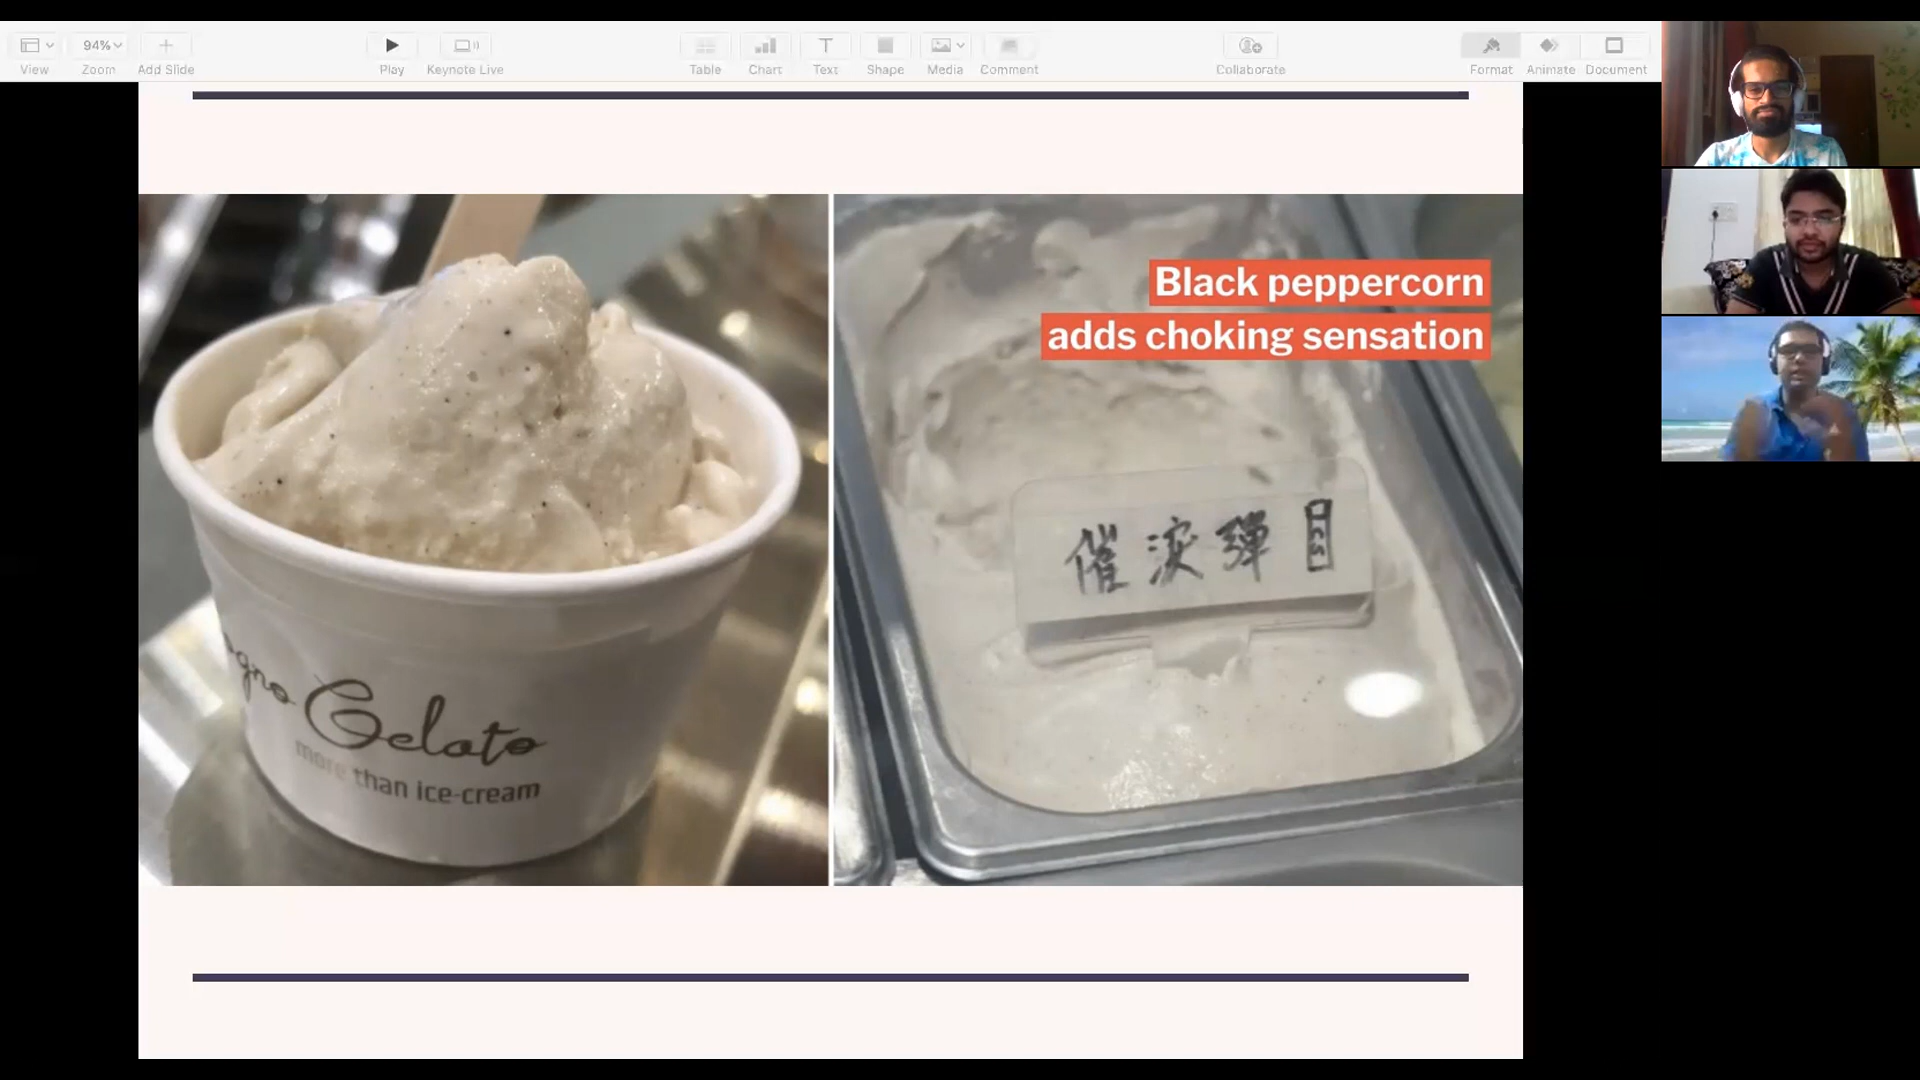 94%
View
Zoom
Add Slide
Play
Keynote Live
Table
Chart
Text
Shape
Media
Comment
Collaborate
Format
Animate
Document
Black peppercorn
adds choking sensation
催淚彈
Gelato
more than ice-cream